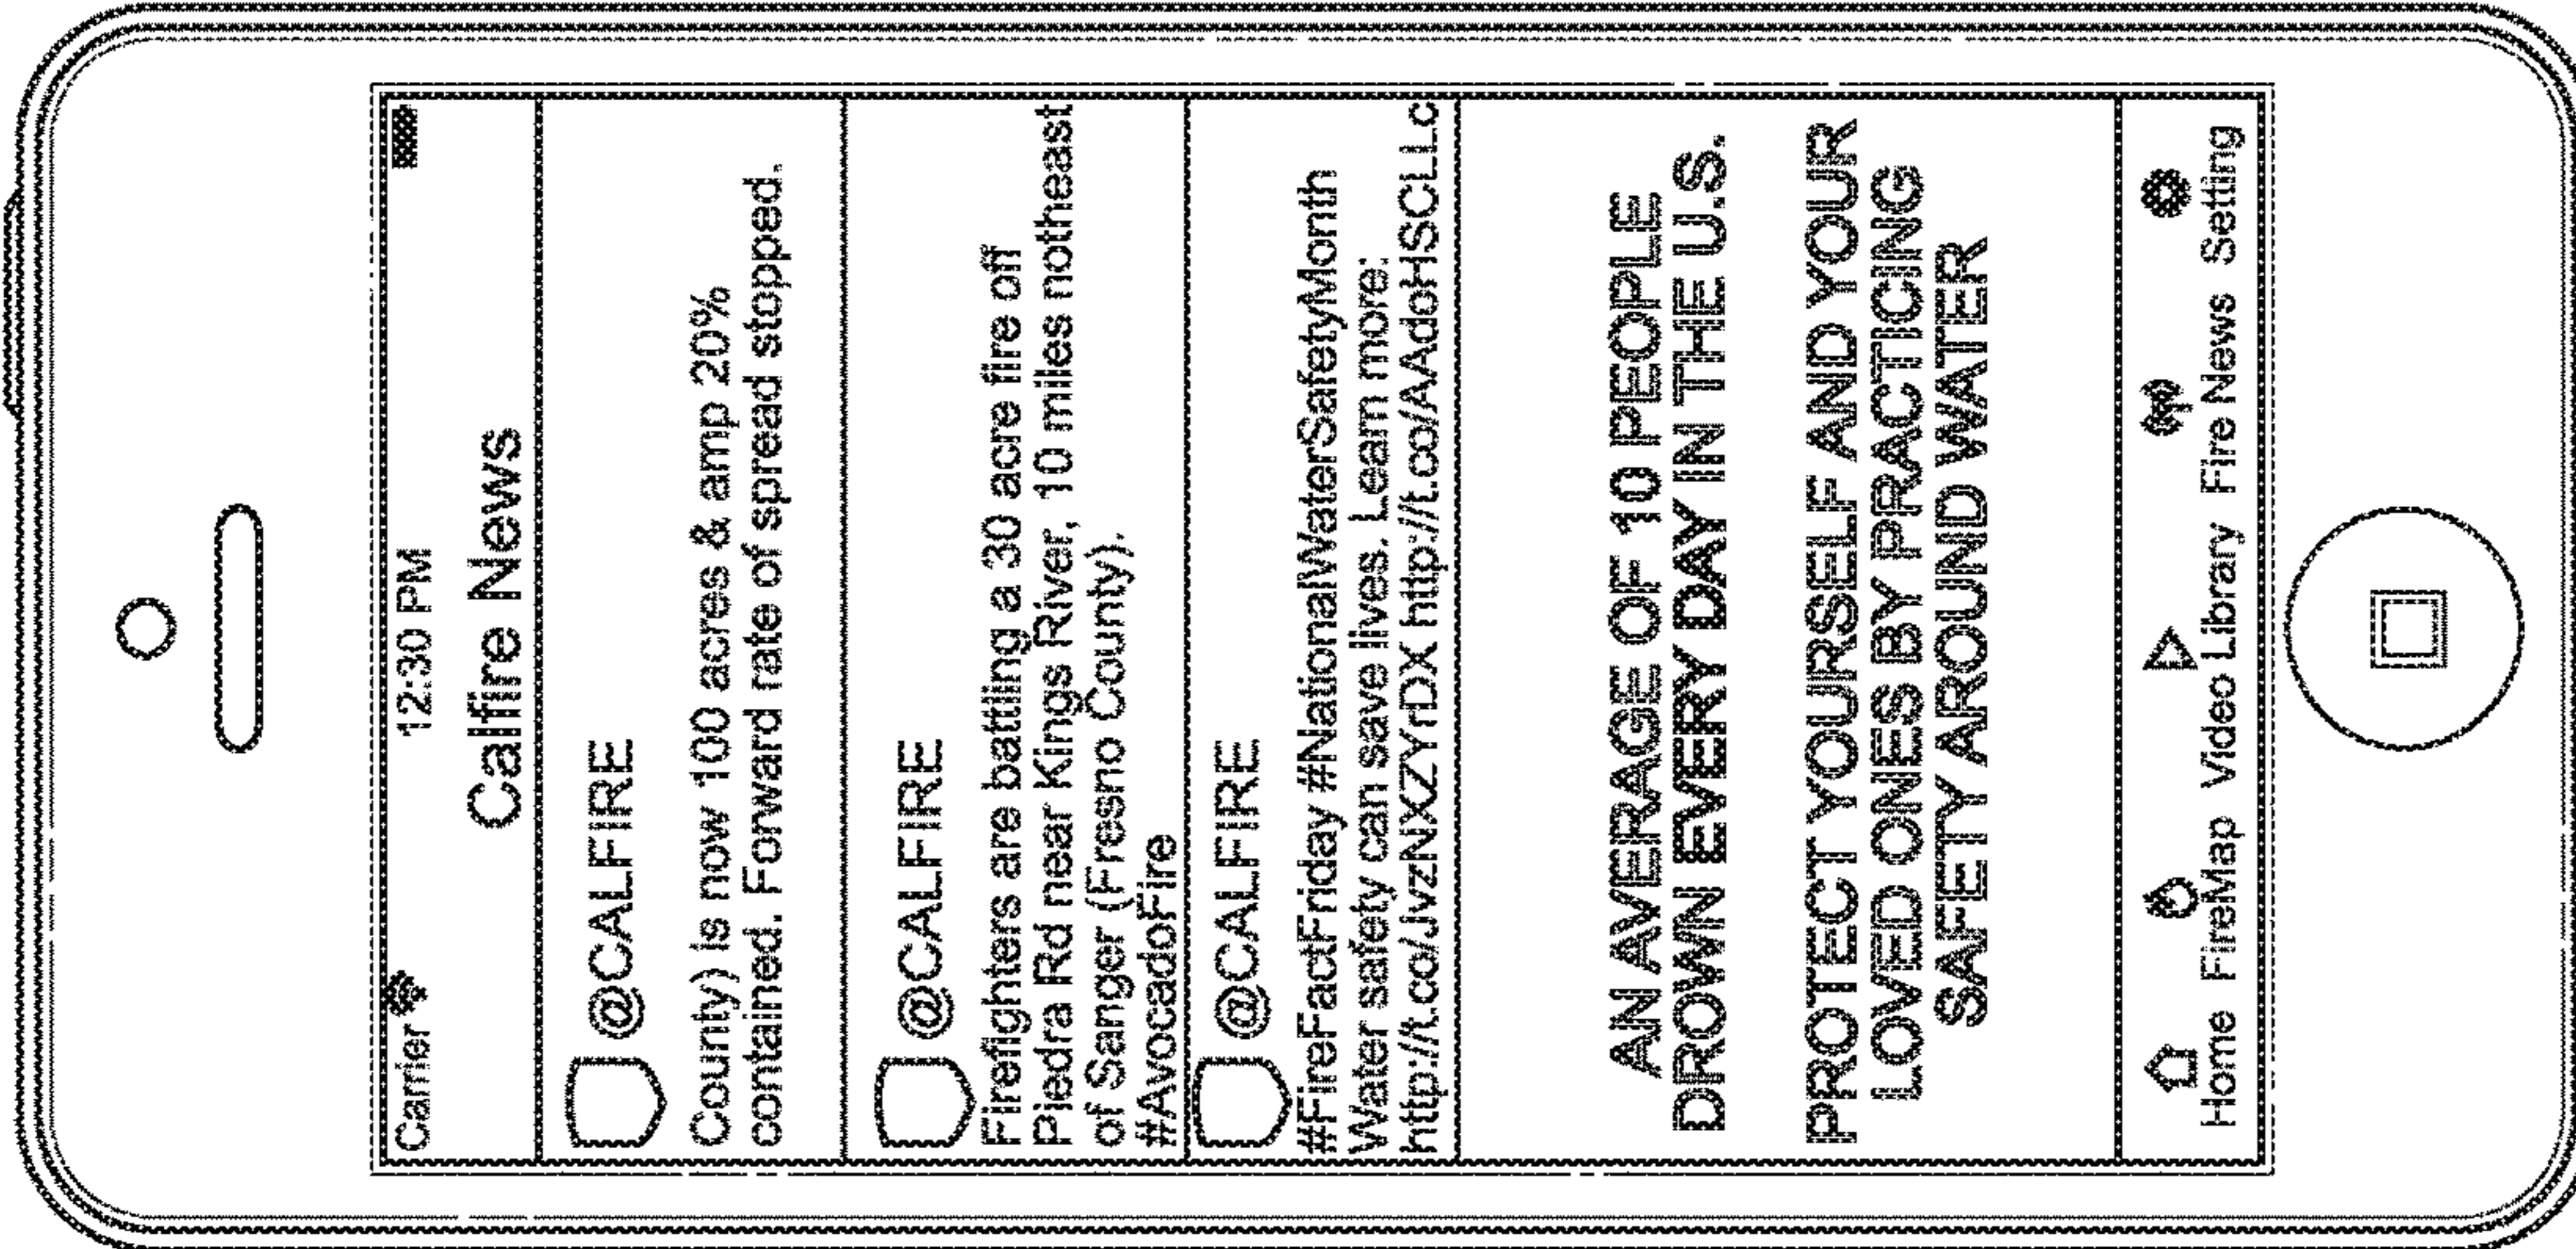 Carrier 12:30 PM
Calfire News
@CALFIRE
County) is now 100 acres & amp 20%
contained. Forward rate of spread stopped.
@CALFIRE
Firefighters are battling a 30 acre fire off
Piedra Rd near Kings River, 10 miles notheast
of Sanger (Fresno County).
#AvocadoFire
@CALFIRE
#FireFactFriday #NationalWaterSafetyMonth
Water safety can save lives. Learn more:
http://t.co/JvzNXZYrDX http://t.co/AAdoHSCLLc
AN AVERAGE OF 10 PEOPLE
DROWN EVERY DAY IN THE U.S.
PROTECT YOURSELF AND YOUR
LOVED ONES BY PRACTICING
SAFETY AROUND WATER
Home FireMap Video Library Fire News Setting